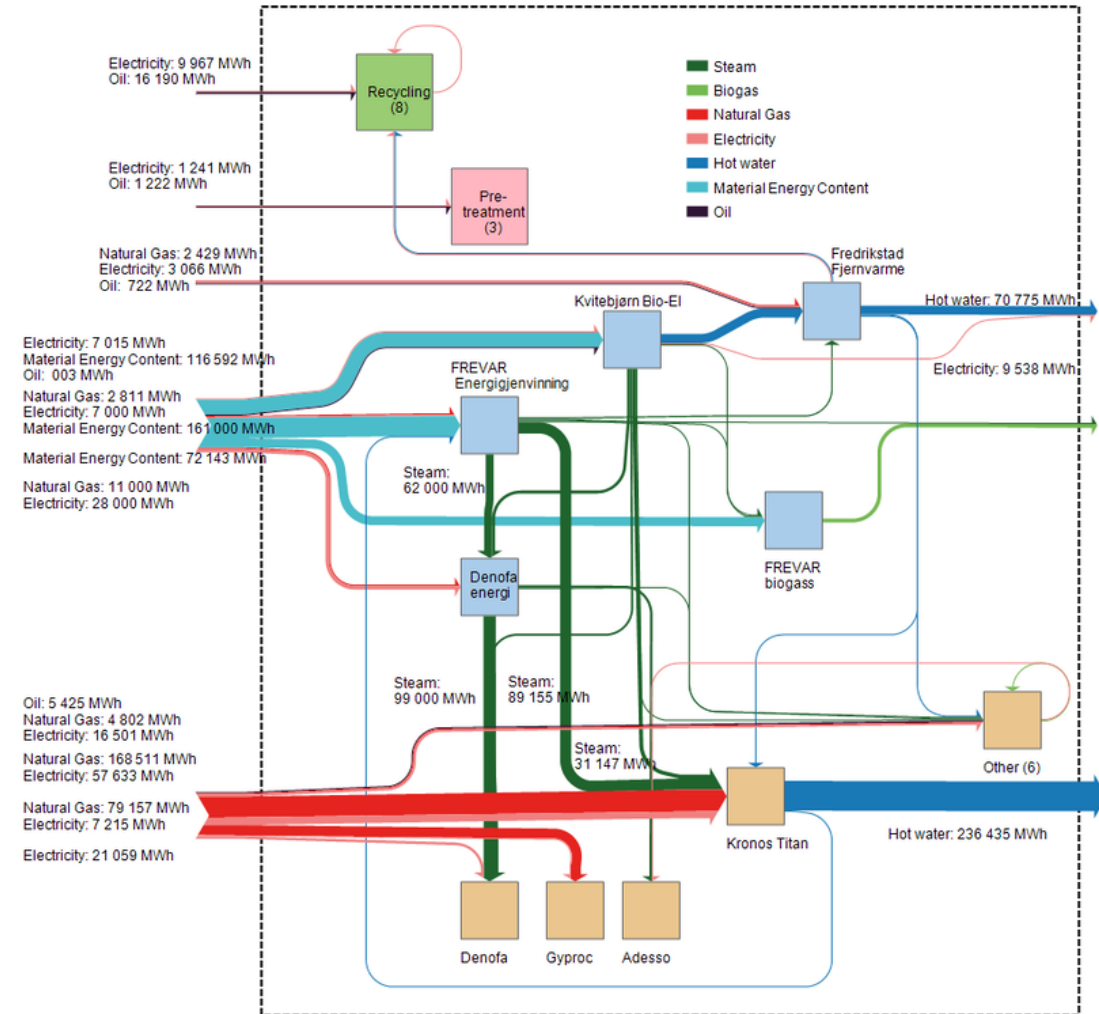 Electricity: 9 967 MWh
Oil: 16 190 MWh
Recycling
(8)
Steam
Biogas
Natural Gas
Electricity
Hot water
Material Energy Content
Oil
Electricity: 1 241 MWh
Oil: 1 222 MWh
Pre-
treatment
(3)
Natural Gas: 2 429 MWh
Electricity: 3 066 MWh
Oil: 722 MWh
Fredrikstad
Fjernvarme
Kvitebjørn Bio-El
Hot water: 70 775 MWh
Electricity: 7 015 MWh
Material Energy Content: 116 592 MWh
Oil: 003 MWh
FREVAR
Energigjenvinning
Electricity: 9 538 MWh
Natural Gas: 2 811 MWh
Electricity: 7 000 MWh
Material Energy Content: 161 000 MWh
Material Energy Content: 72 143 MWh
Natural Gas: 11 000 MWh
Electricity: 28 000 MWh
Steam:
62 000 MWh
FREVAR
biogass
Denofa
energi
Steam:
99 000 MWh
Steam:
89 155 MWh
Steam:
31 147 MWh
Oil: 5 425 MWh
Natural Gas: 4 802 MWh
Electricity: 16 501 MWh
Natural Gas: 168 511 MWh
Electricity: 57 633 MWh
Natural Gas: 79 157 MWh
Electricity: 7 215 MWh
Electricity: 21 059 MWh
Other (6)
Kronos Titan
Hot water: 236 435 MWh
Denofa
Gyproc
Adesso